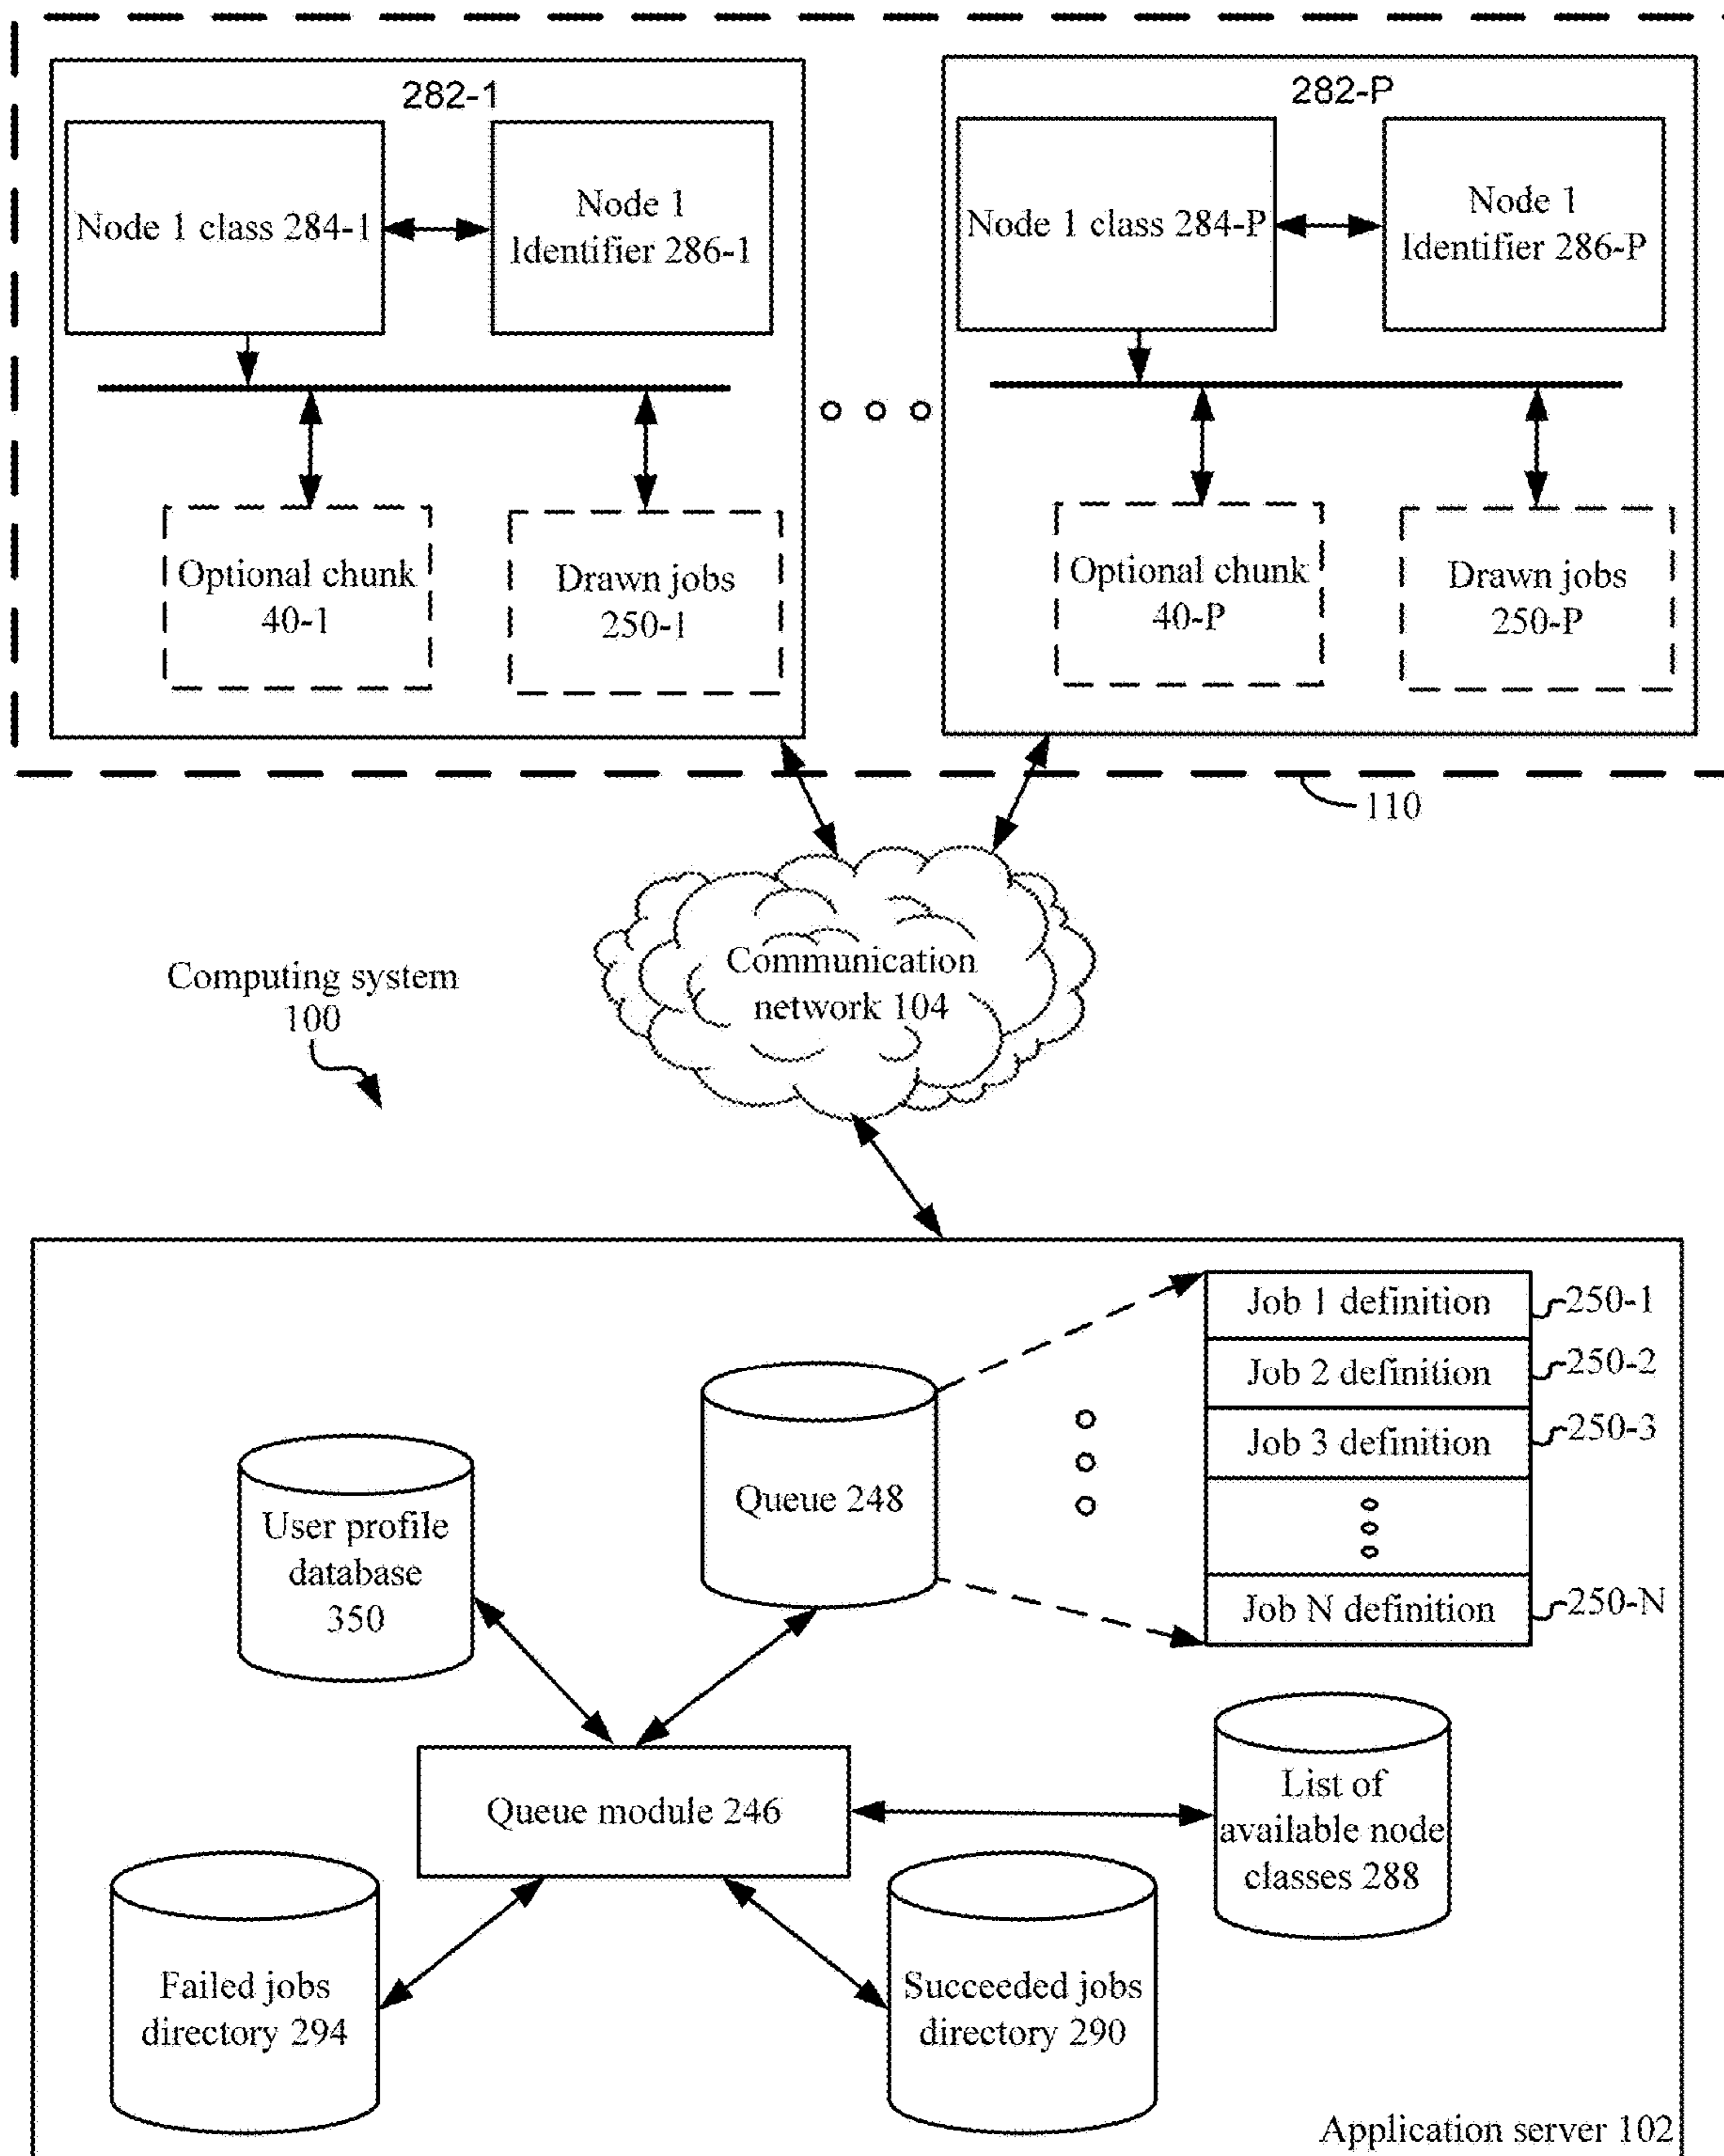 282-1
Node 1 class 284-1
Node 1
Identifier 286-1
Optional chunk
40-1
Drawn jobs
250-1
282-P
Node 1 class 284-P
Node 1
Identifier 286-P
Optional chunk
40-P
Drawn jobs
250-P
110
Communication
network 104
Computing system
100
Job 1 definition
250-1
Job 2 definition
250-2
Job 3 definition
250-3
Job N definition
250-N
Queue 248
User profile
database
350
Queue module 246
List of
available node
classes 288
Failed jobs
directory 294
Succeeded jobs
directory 290
Application server 102